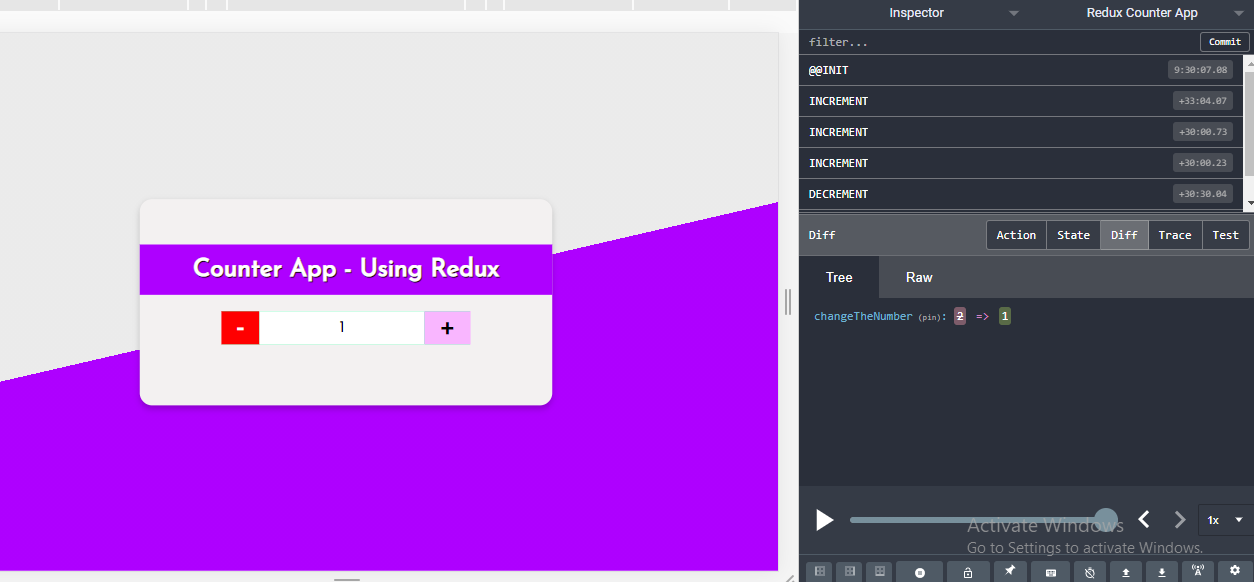 Inspector
Redux Counter App
filter...
Commit
@@INIT
9:30:07.08
INCREMENT
+33:04.07
INCREMENT
+30:00.73
INCREMENT
+30:00.23
DECREMENT
+30:30.04
Diff
Action
State
Diff
Trace
Test
Tree
Raw
changeTheNumber (pin): 2 => 1
Counter App - Using Redux
-
1
+
1x
Activate Windows
Go to Settings to activate Windows.